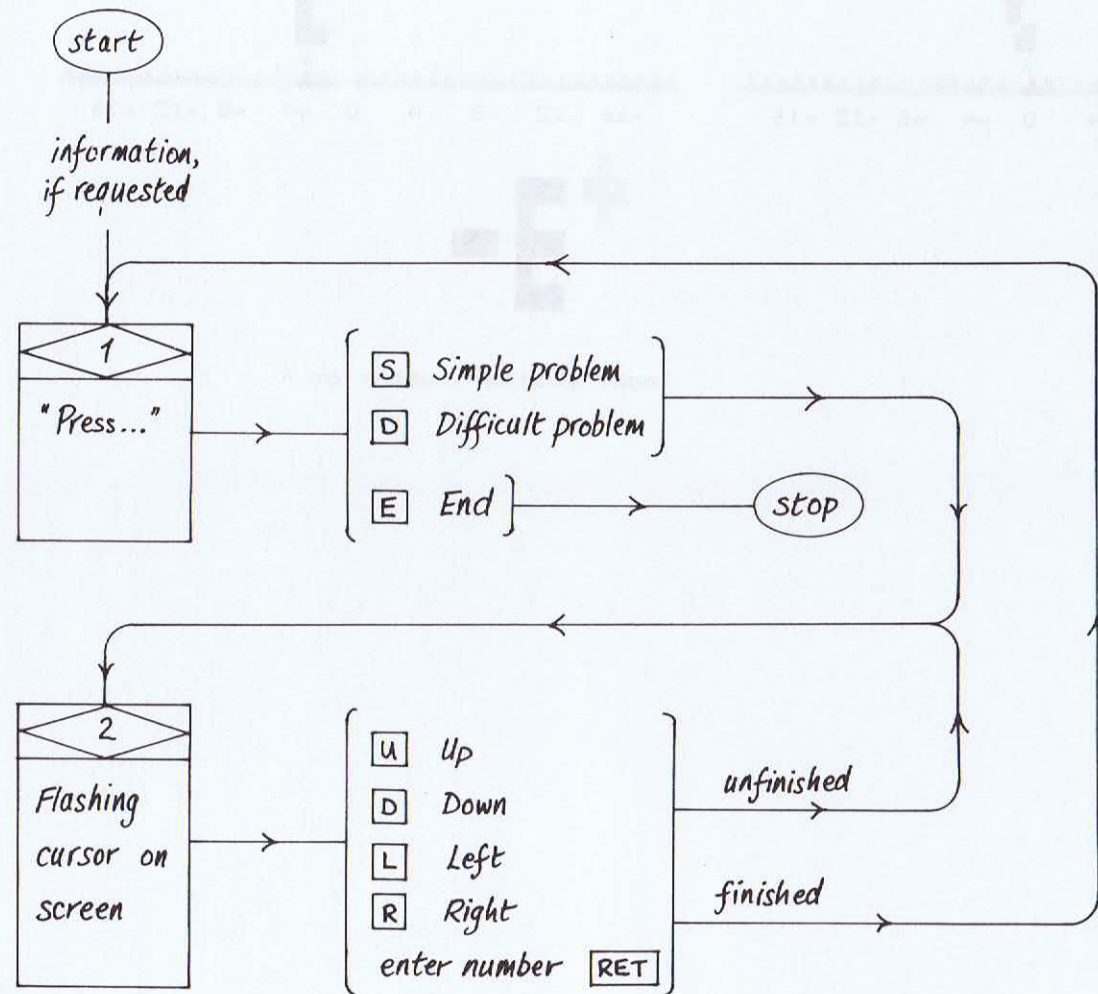 start
information,
if requested
1
"Press..."
S Simple problem
D Difficult problem
E End
stop
2
Flashing
cursor on
screen
U Up
D Down
L Left
R Right
enter number RET
unfinished
finished